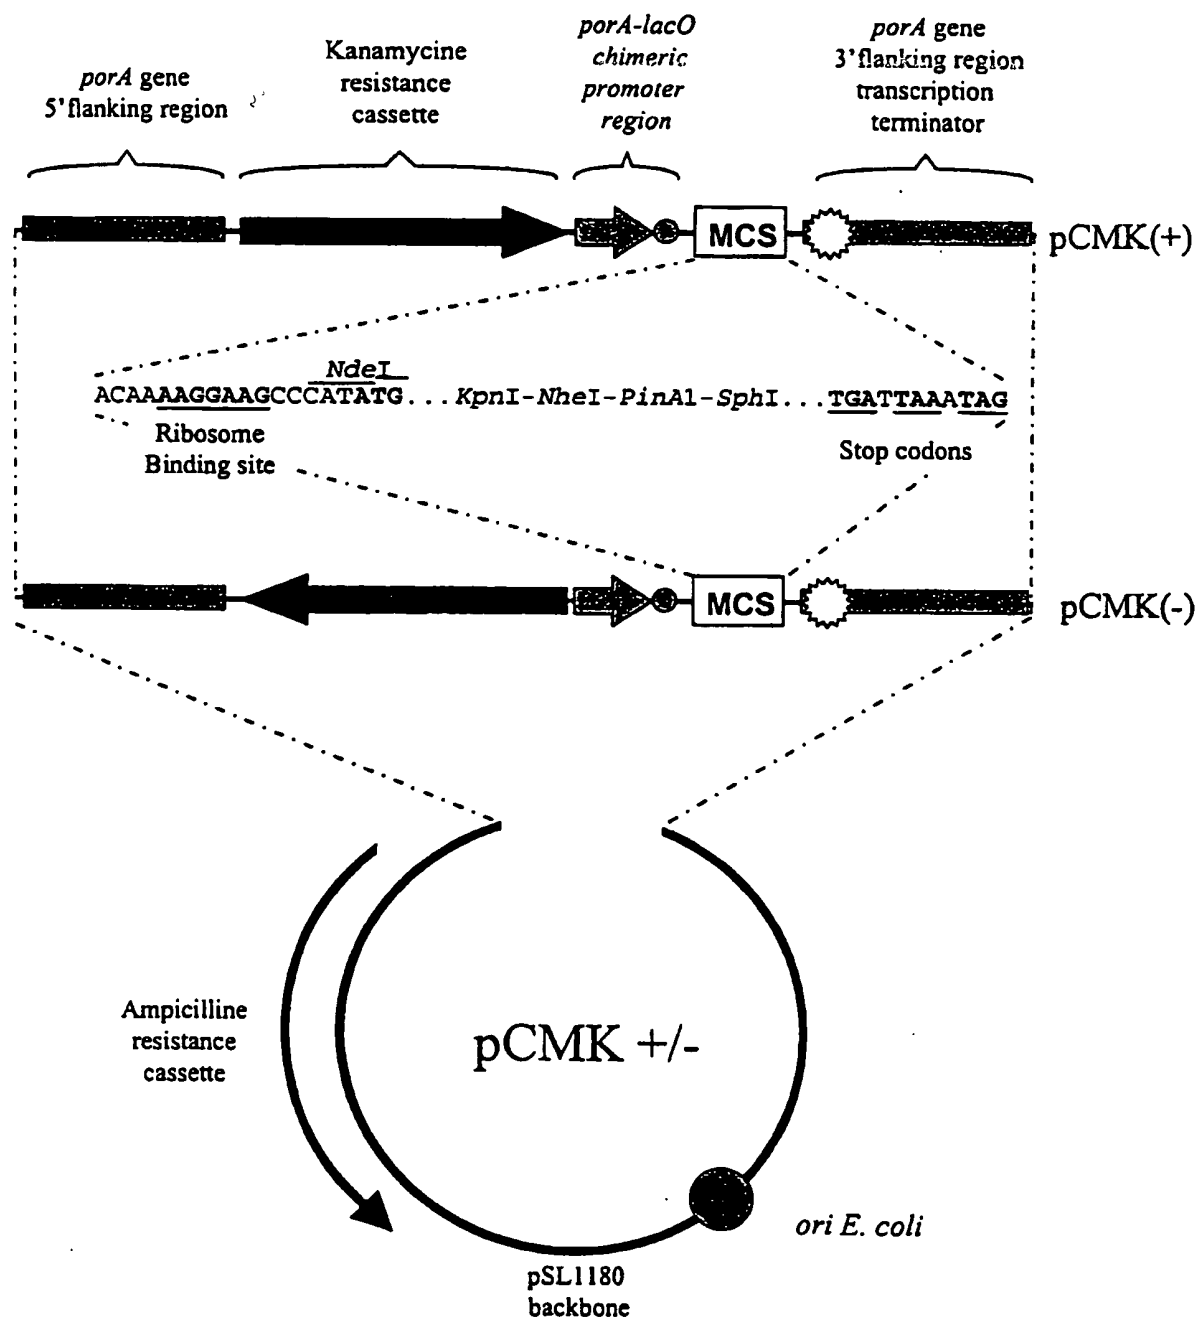 porA gene
5'flanking region
Kanamycine
resistance
cassette
porA-lacO
chimeric
promoter
region
porA gene
3'flanking region
transcription
terminator
MCS
pCMK(+)
NdeI
ACAAAAGGAAGCCCATATG...KpnI-NheI-PinA1-SphI...TGATTAAATAG
Ribosome
Binding site
Stop codons
MCS
pCMK(-)
Ampicilline
resistance
cassette
pCMK +/-
ori E. coli
pSL1180
backbone